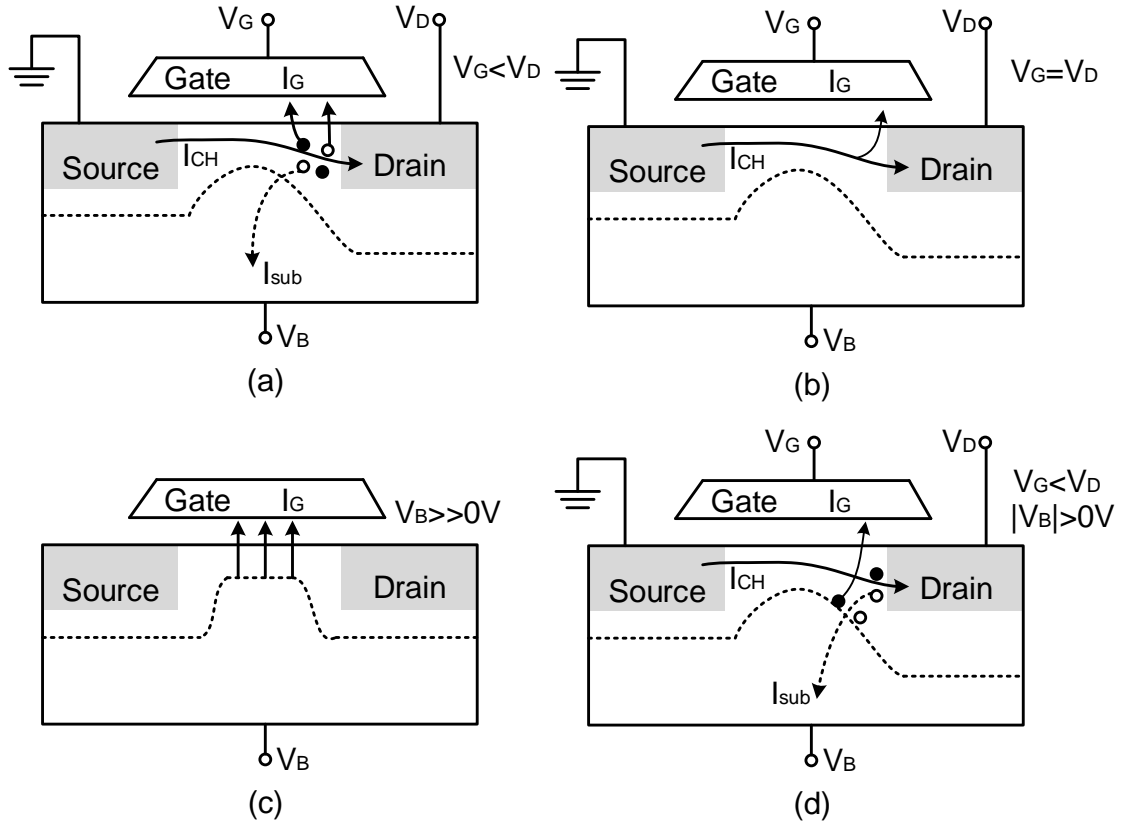 VG VD
Gate IG VG<VD
Source ICH Drain
Isub
VB
(a)
VG VD
Gate IG VG=VD
Source ICH Drain
VB
(b)
Gate IG VB>>0V
Source Drain
VB
(c)
VG VD
Gate IG VG<VD
|VB|>0V
Source ICH Drain
Isub
VB
(d)